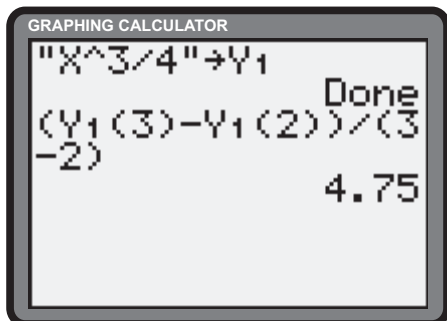 GRAPHING CALCULATOR
"X^3/4"→Y₁
Done
(Y₁(3)-Y₁(2))/(3
-2)
4.75